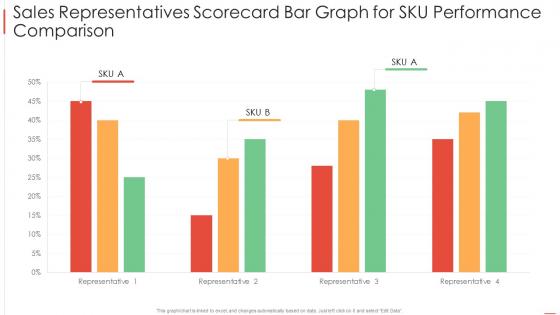 Sales Representatives Scorecard Bar Graph for SKU Performance
Comparison
SKU A
SKU A
SKU B
50%
45%
40%
35%
30%
25%
20%
15%
10%
5%
0%
Representative 1
Representative 2
Representative 3
Representative 4
This graph/chart is linked to excel, and changes automatically based on data. Just left click on it and select "Edit Data".